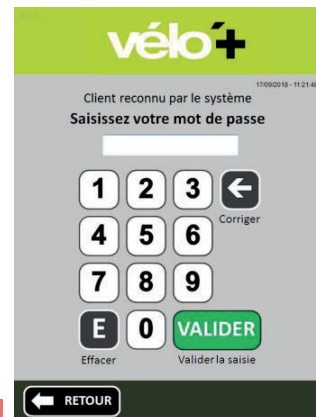 vélo'+
17/09/2018 - 11:21:40
Client reconnu par le système
Saisissez votre mot de passe
1 2 3 ←
Corriger
4 5 6
7 8 9
E 0 VALIDER
Effacer Valider la saisie
← RETOUR